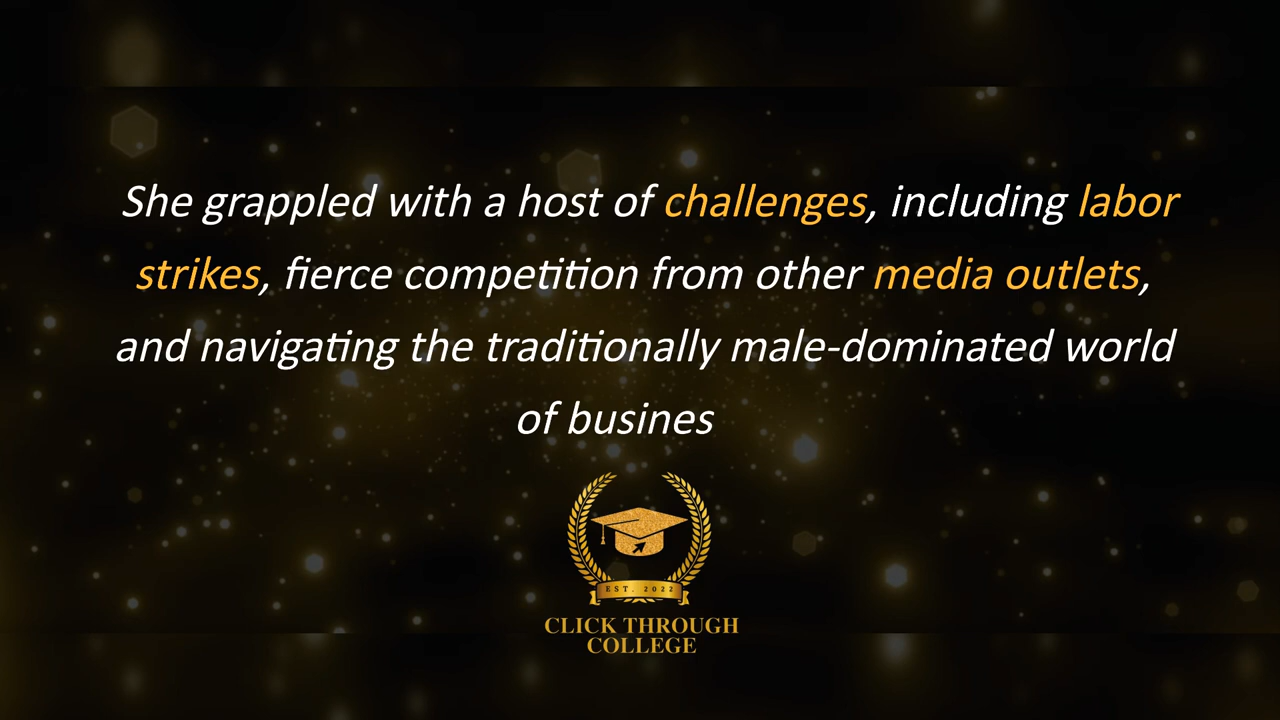 She grappled with a host of challenges, including labor
strikes, fierce competition from other media outlets,
and navigating the traditionally male-dominated world
of busines
EST. 2022
CLICK THROUGH
COLLEGE